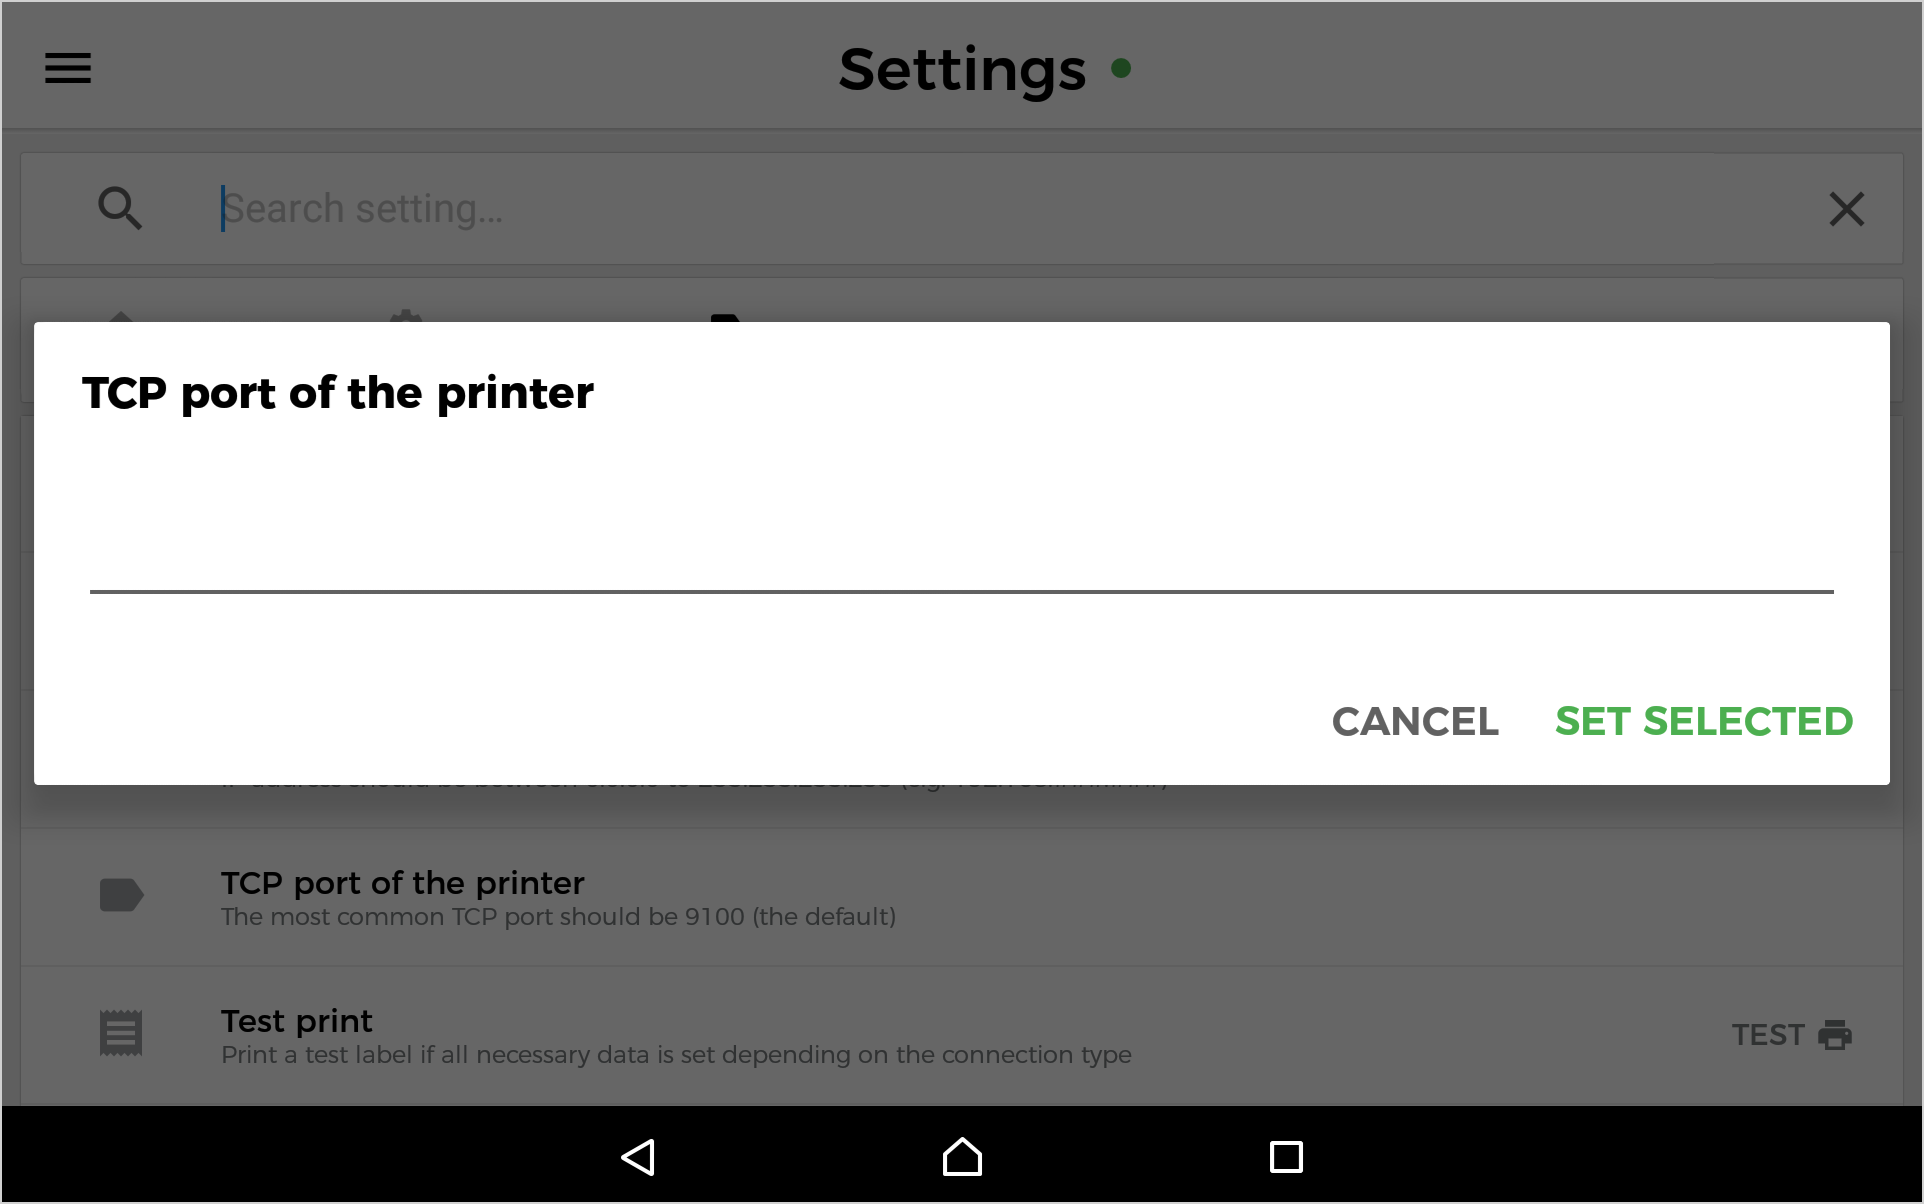 Settings
Search setting...
TCP port of the printer
CANCEL SET SELECTED
TCP port of the printer
The most common TCP port should be 9100 (the default)
Test print
Print a test label if all necessary data is set depending on the connection type
TEST